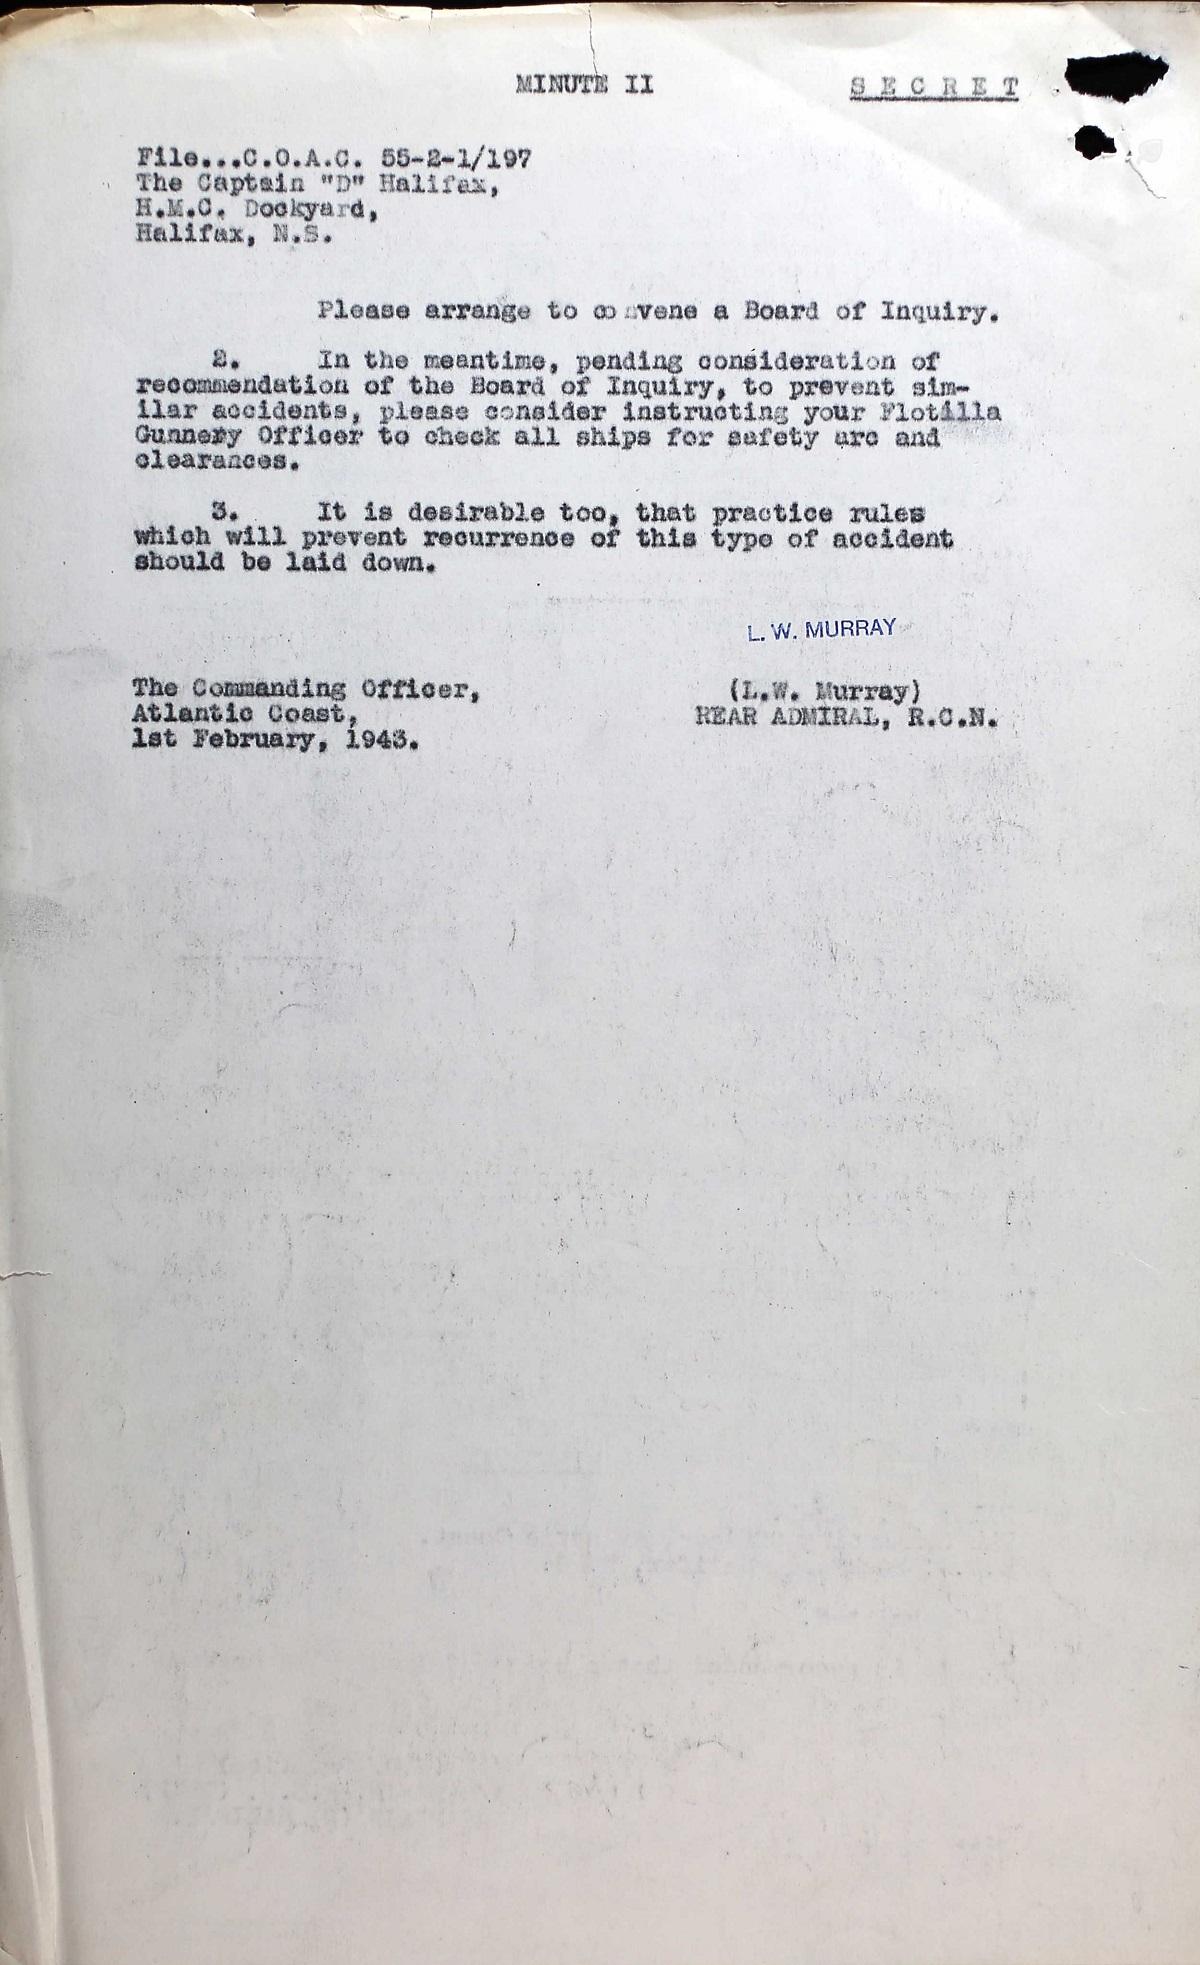 MINUTE II
SECRET
File...C.O.A.C. 55-2-1/197
The Captain "D" Halifax,
H.M.C. Dockyard,
Halifax, N.S.
Please arrange to convene a Board of Inquiry.
2. In the meantime, pending consideration of
recommendation of the Board of Inquiry, to prevent sim-
ilar accidents, please consider instructing your Flotilla
Gunnery Officer to check all ships for safety arc and
clearances.
3. It is desirable too, that practice rules
which will prevent recurrence of this type of accident
should be laid down.
L. W. MURRAY
The Commanding Officer,
Atlantic Coast,
1st February, 1943.
(L.W. Murray)
REAR ADMIRAL, R.C.N.